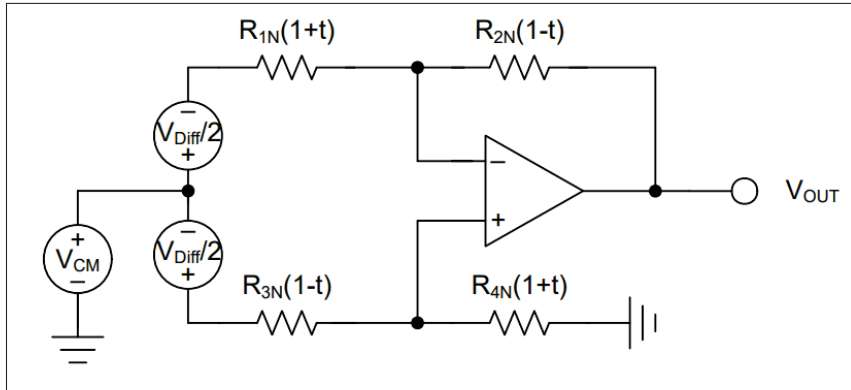 R1N(1+t) R2N(1-t)
−
VDiff/2
+
−
+
VCM
−
−
VDiff/2
+
−
+
VOUT
R3N(1-t) R4N(1+t)